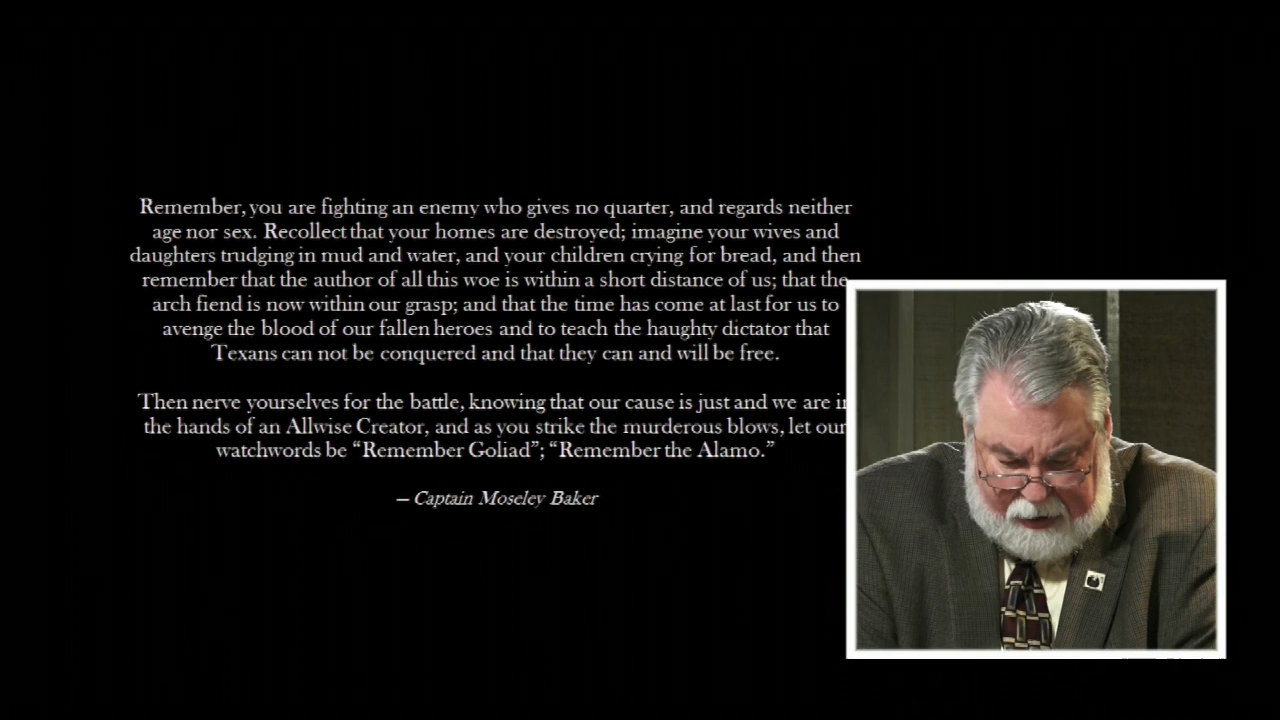 Remember, you are fighting an enemy who gives no quarter, and regards neither
age nor sex. Recollect that your homes are destroyed; imagine your wives and
daughters trudging in mud and water, and your children crying for bread, and then
remember that the author of all this woe is within a short distance of us; that the
arch fiend is now within our grasp; and that the time has come at last for us to
avenge the blood of our fallen heroes and to teach the haughty dictator that
Texans can not be conquered and that they can and will be free.
Then nerve yourselves for the battle, knowing that our cause is just and we are in
the hands of an Allwise Creator, and as you strike the murderous blows, let our
watchwords be “Remember Goliad”; “Remember the Alamo.”
– Captain Moseley Baker